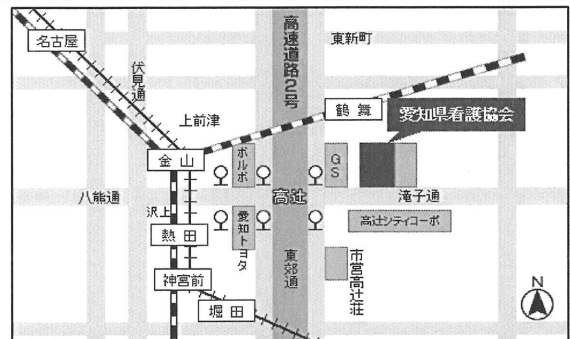 名古屋
伏見通
高速道路2号
東新町
上前津
鶴舞
愛知県看護協会
金山
ボルボ
GS
八熊通
高辻
滝子通
沢上
熱田
愛知トヨタ
高辻シティコーポ
神宮前
東郊通
市営高辻荘
堀田
N